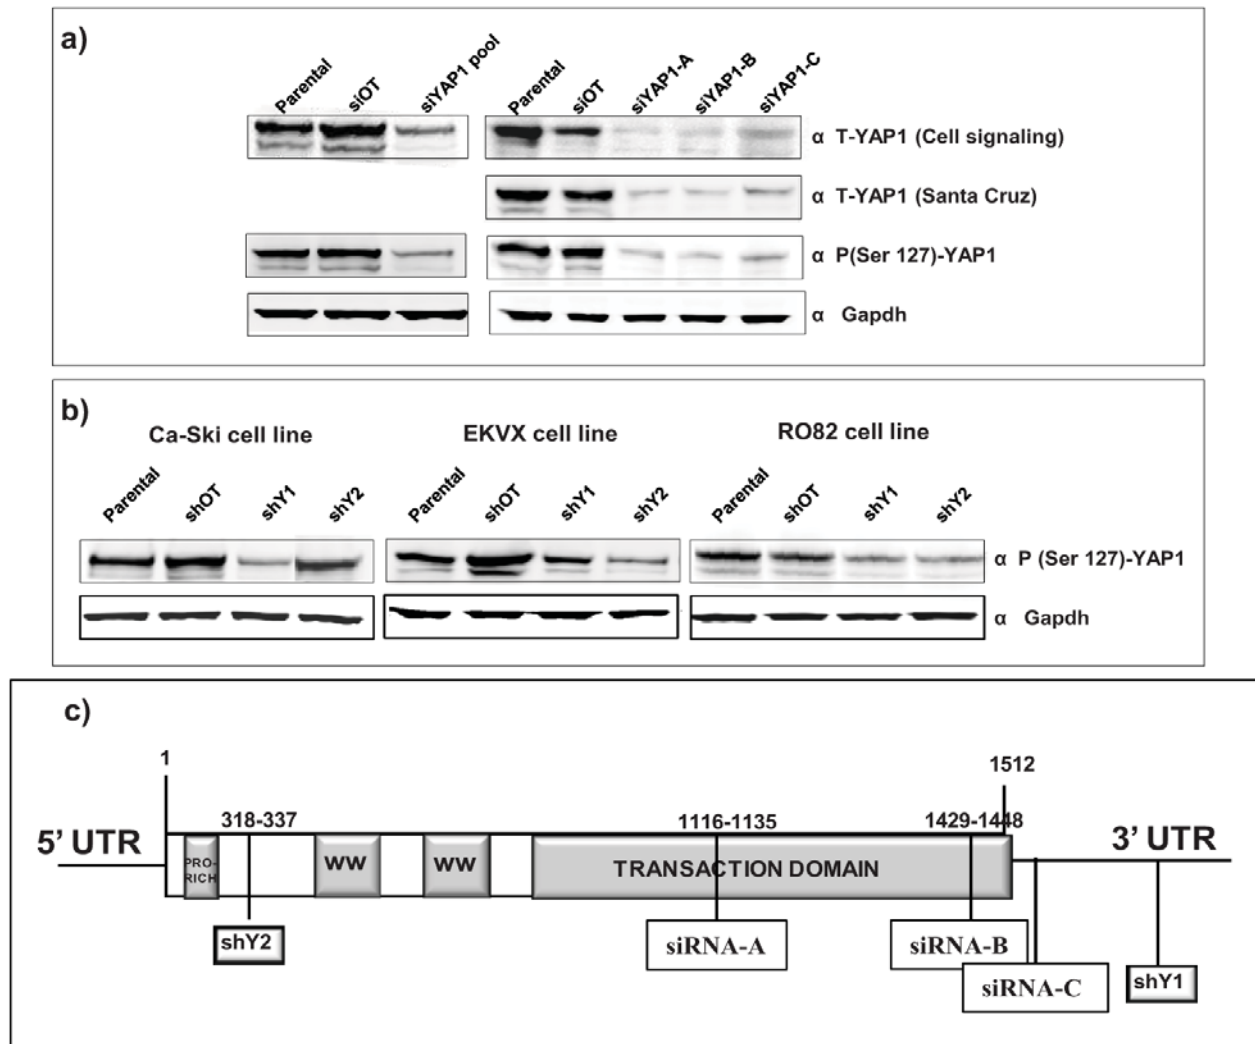 a)
Parental siOT siYAP1 pool Parental siOT siYAP1-A siYAP1-B siYAP1-C
α T-YAP1 (Cell signaling)
α T-YAP1 (Santa Cruz)
α P(Ser 127)-YAP1
α Gapdh
b)
Ca-Ski cell line EKVX cell line RO82 cell line
Parental shOT shY1 shY2 Parental shOT shY1 shY2 Parental shOT shY1 shY2
α P (Ser 127)-YAP1
α Gapdh
c)
1 1512
318-337 1116-1135 1429-1448
5' UTR 3' UTR
PRO-
RICH
WW WW TRANSACTION DOMAIN
shY2 siRNA-A siRNA-B
siRNA-C shY1